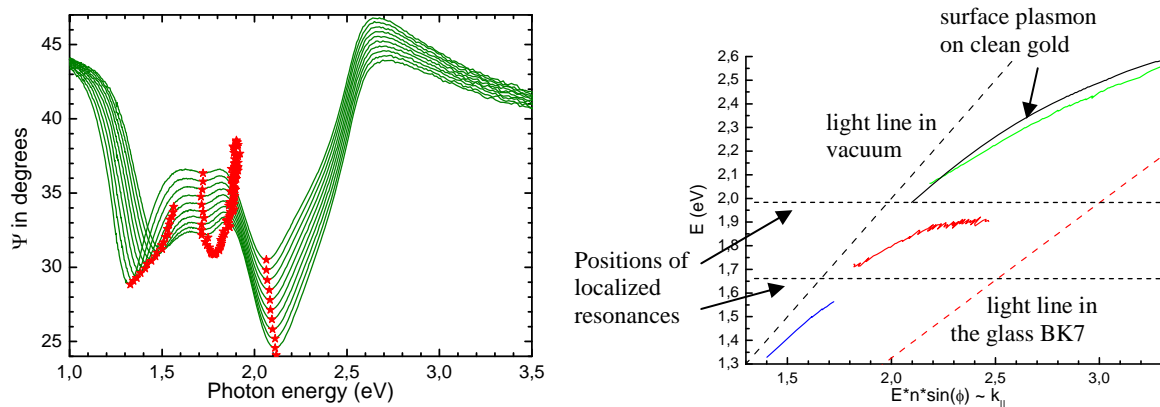 45
40
35
30
25
Ψ in degrees
1,0 1,5 2,0 2,5 3,0 3,5
Photon energy (eV)
surface plasmon
on clean gold
2,6
2,5
2,4
2,3
2,2
2,1
2,0
1,9
1,8
1,7
1,6
1,5
1,4
1,3
E (eV)
light line in
vacuum
Positions of
localized
resonances
light line in
the glass BK7
1,5 2,0 2,5 3,0
E*n*sin(ϕ) ~ k||